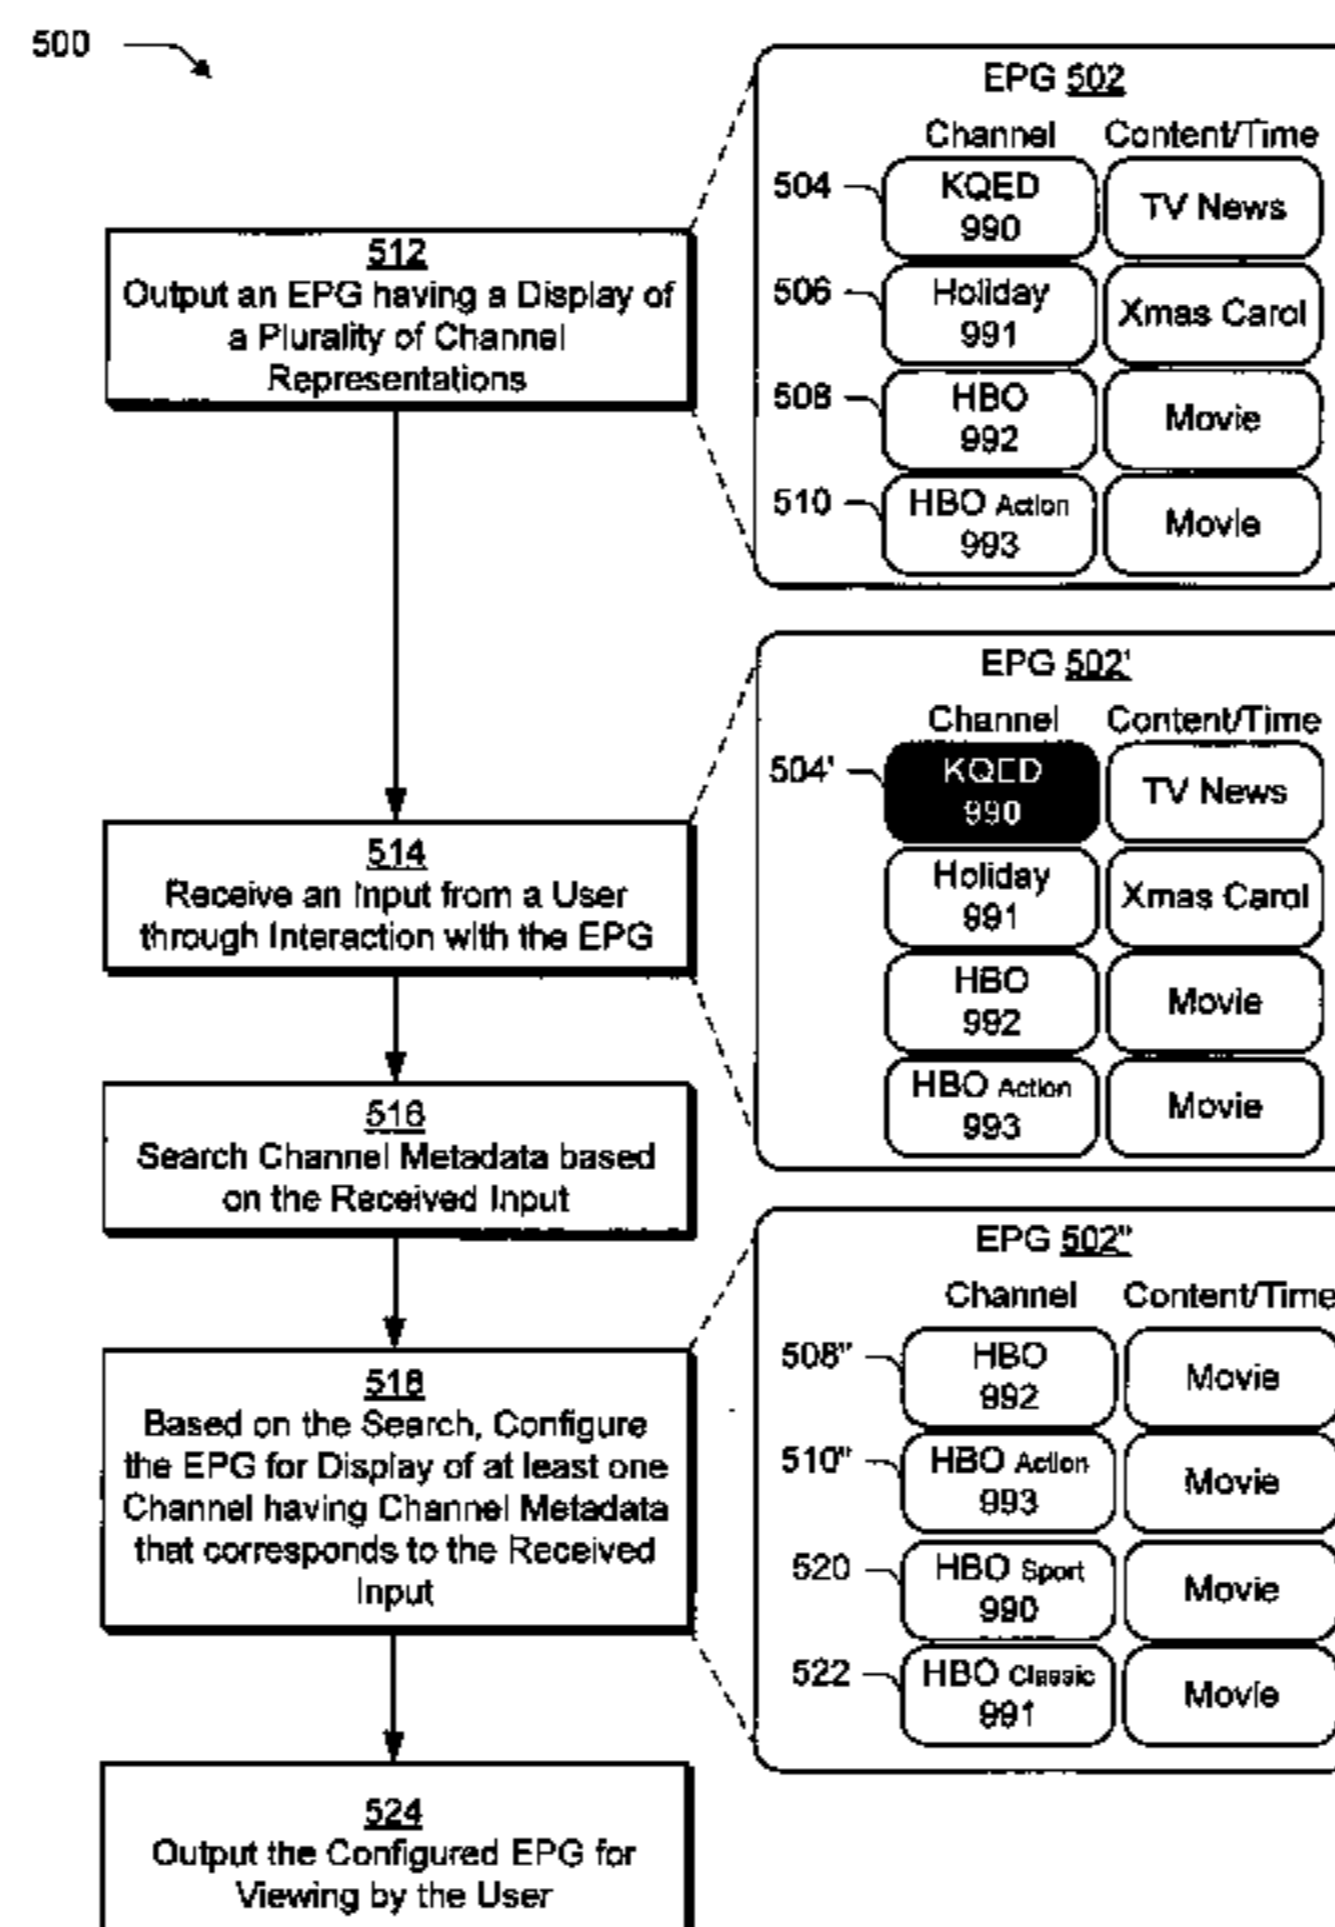 500
512
Output an EPG having a Display of
a Plurality of Channel
Representations
EPG 502
Channel Content/Time
504 KQED
990 TV News
506 Holiday
991 Xmas Carol
508 HBO
992 Movie
510 HBO Action
993 Movie
514
Receive an Input from a User
through Interaction with the EPG
EPG 502'
Channel Content/Time
504' KQED
990 TV News
Holiday
991 Xmas Carol
HBO
992 Movie
HBO Action
993 Movie
516
Search Channel Metadata based
on the Received Input
518
Based on the Search, Configure
the EPG for Display of at least one
Channel having Channel Metadata
that corresponds to the Received
Input
EPG 502"
Channel Content/Time
508" HBO
992 Movie
510" HBO Action
993 Movie
520 HBO Sport
990 Movie
522 HBO Classic
991 Movie
524
Output the Configured EPG for
Viewing by the User